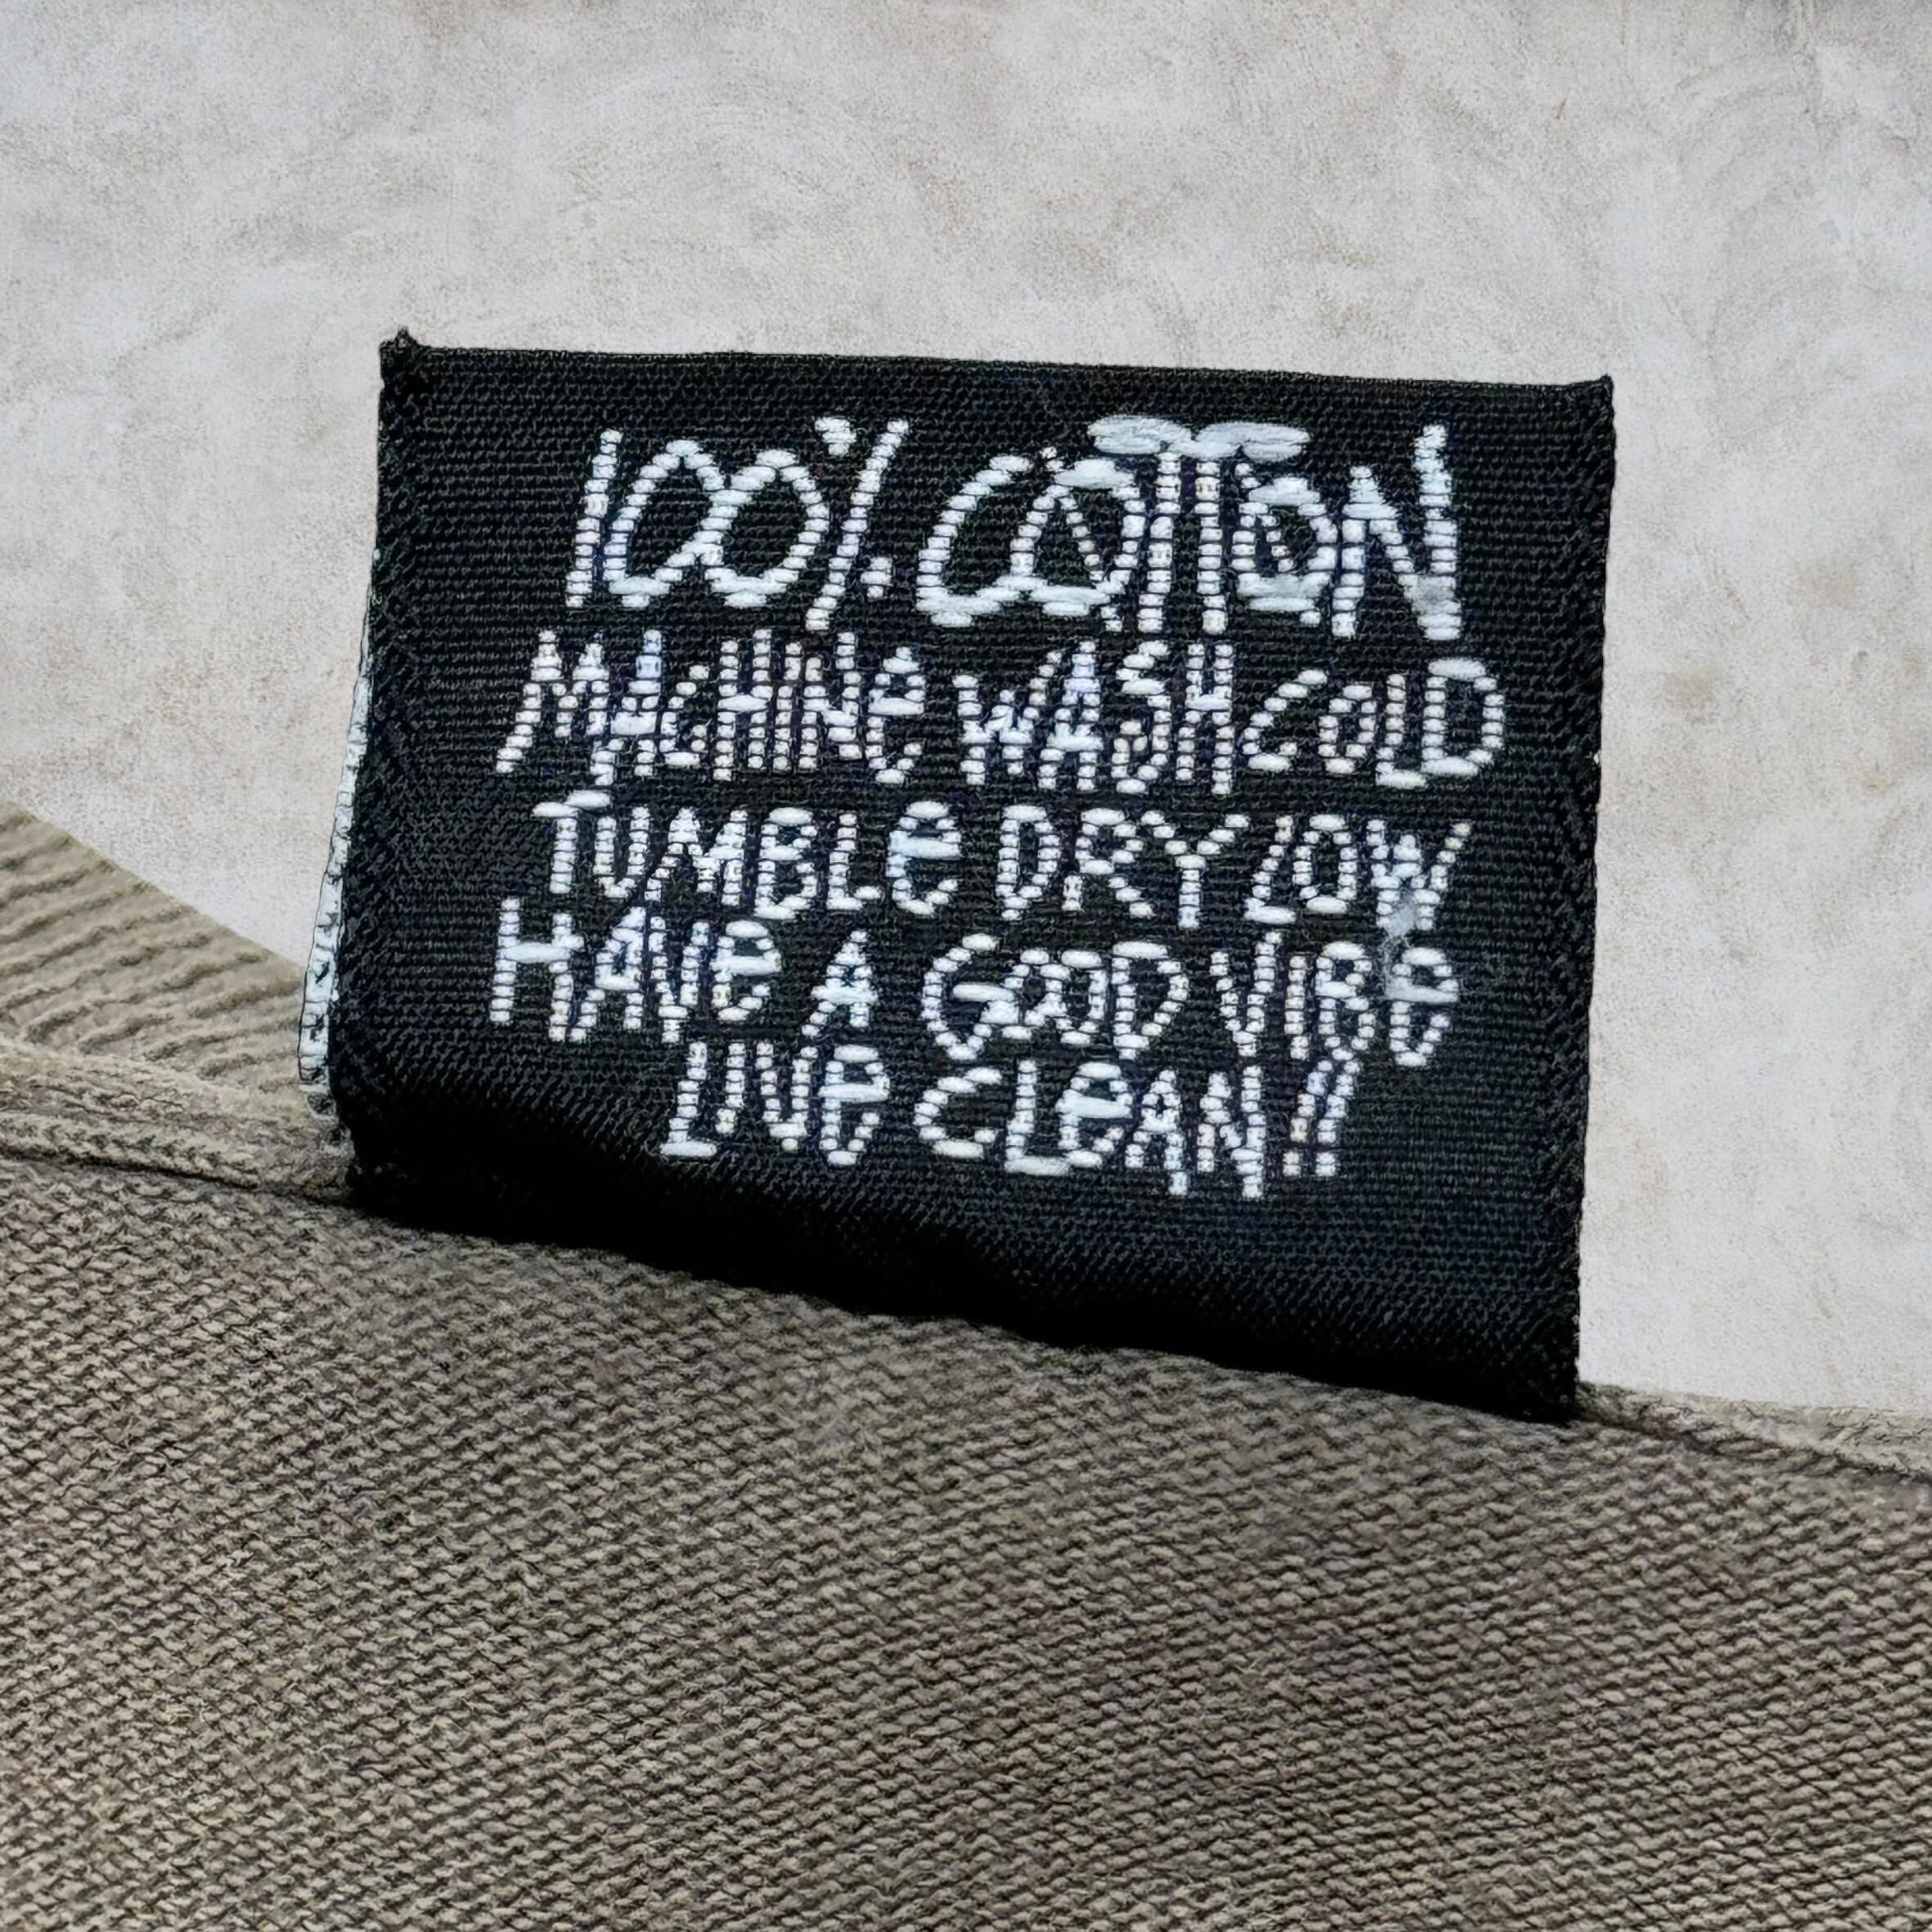 100% COTTON
MACHINe WASH COLD
TUMBLe DRY LOW
HAVe A GOOD VIBe
LIVe CLeAN!!